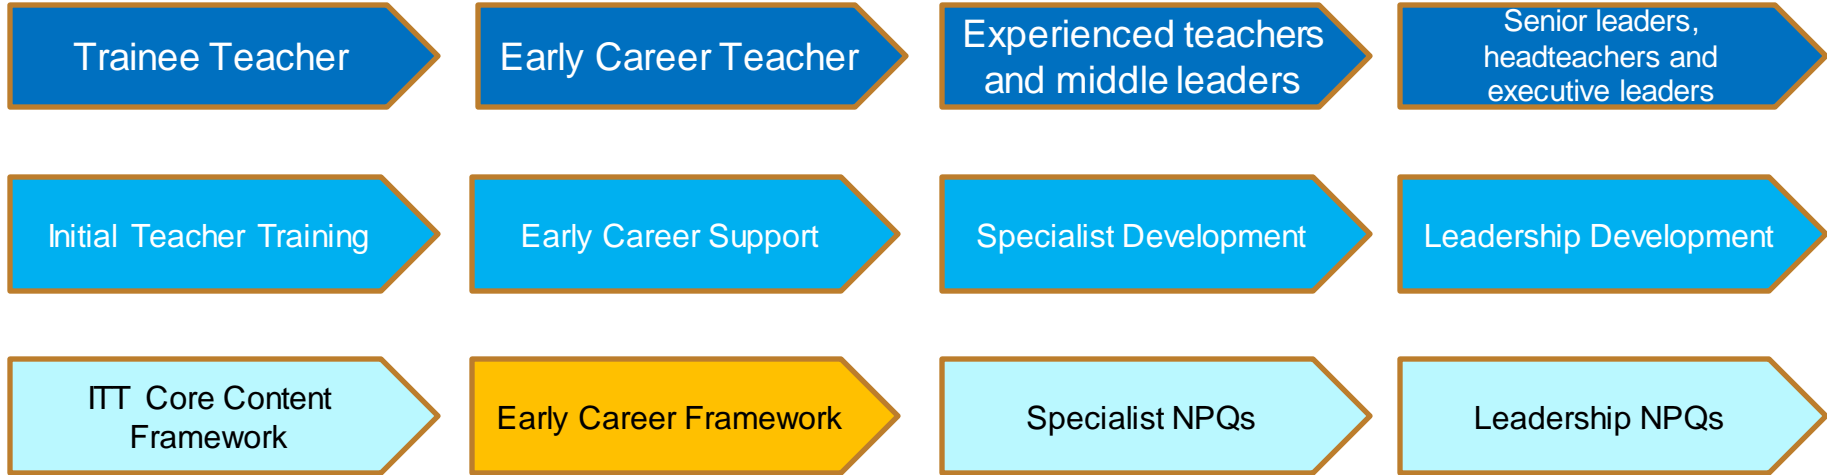 Trainee Teacher
Early Career Teacher
Experienced teachers
and middle leaders
Senior leaders,
headteachers and
executive leaders
Initial Teacher Training
Early Career Support
Specialist Development
Leadership Development
ITT Core Content
Framework
Early Career Framework
Specialist NPQs
Leadership NPQs